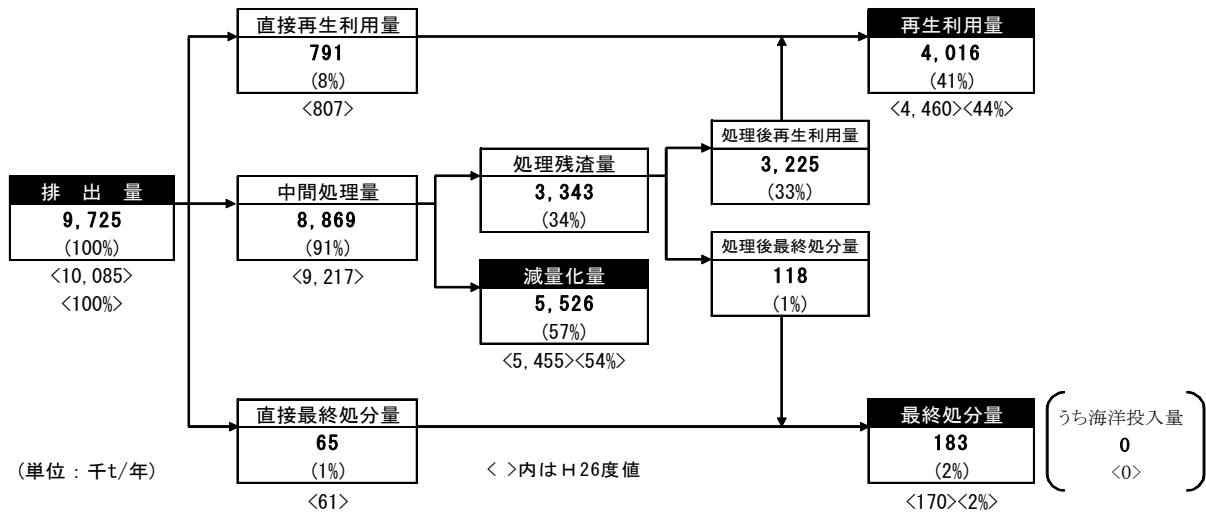 直接再生利用量
791
(8%)
<807>
再生利用量
4,016
(41%)
<4,460><44%>
処理後再生利用量
3,225
(33%)
処理残渣量
3,343
(34%)
排 出 量
9,725
(100%)
<10,085>
<100%>
中間処理量
8,869
(91%)
<9,217>
処理後最終処分量
118
(1%)
減量化量
5,526
(57%)
<5,455><54%>
直接最終処分量
65
(1%)
<61>
最終処分量
183
(2%)
<170><2%>
うち海洋投入量
0
<0>
(単位：千t/年)
< >内はH26度値